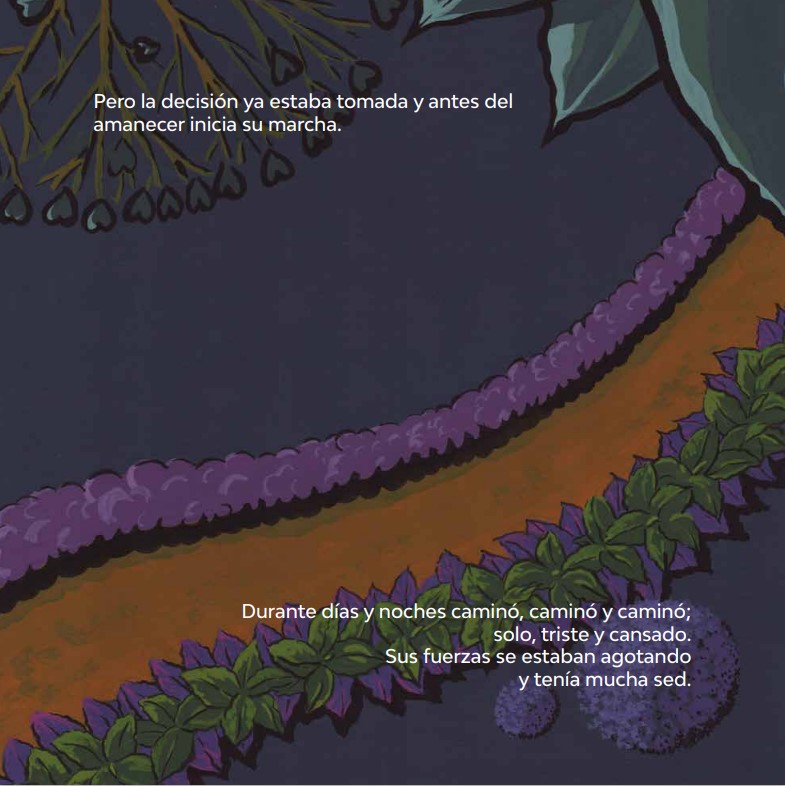 Pero la decisión ya estaba tomada y antes del
amanecer inicia su marcha.
Durante días y noches caminó, caminó y caminó;
solo, triste y cansado.
Sus fuerzas se estaban agotando
y tenía mucha sed.